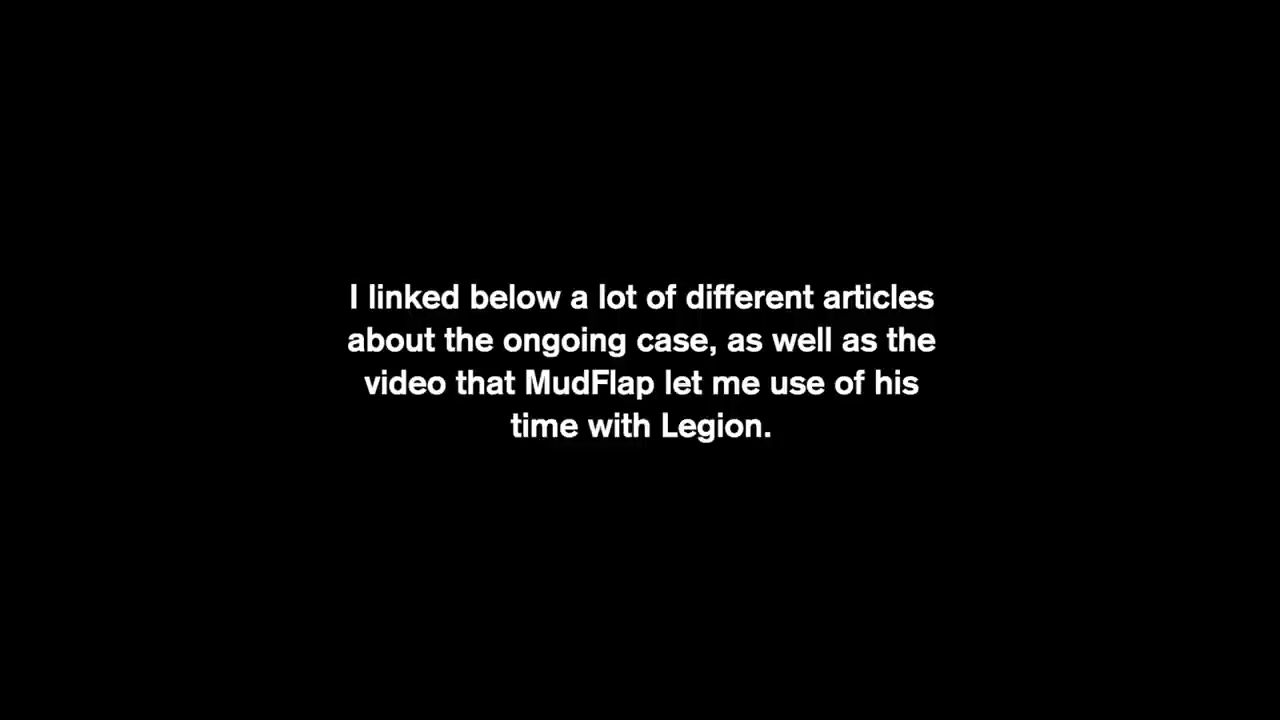 I linked below a lot of different articles
about the ongoing case, as well as the
video that MudFlap let me use of his
time with Legion.